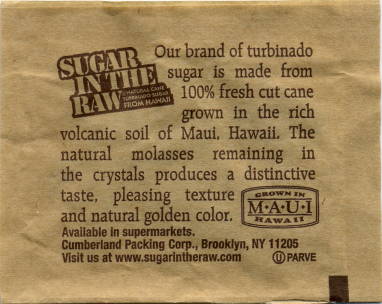 SUGAR
IN THE
RAW
NATURAL CANE
TURBINADO SUGAR
FROM HAWAII
Our brand of turbinado
sugar is made from
100% fresh cut cane
grown in the rich
volcanic soil of Maui, Hawaii. The
natural molasses remaining in
the crystals produces a distinctive
taste, pleasing texture
and natural golden color.
GROWN IN
M·A·U·I
HAWAII
Available in supermarkets.
Cumberland Packing Corp., Brooklyn, NY 11205
Visit us at www.sugarintheraw.com
U PARVE